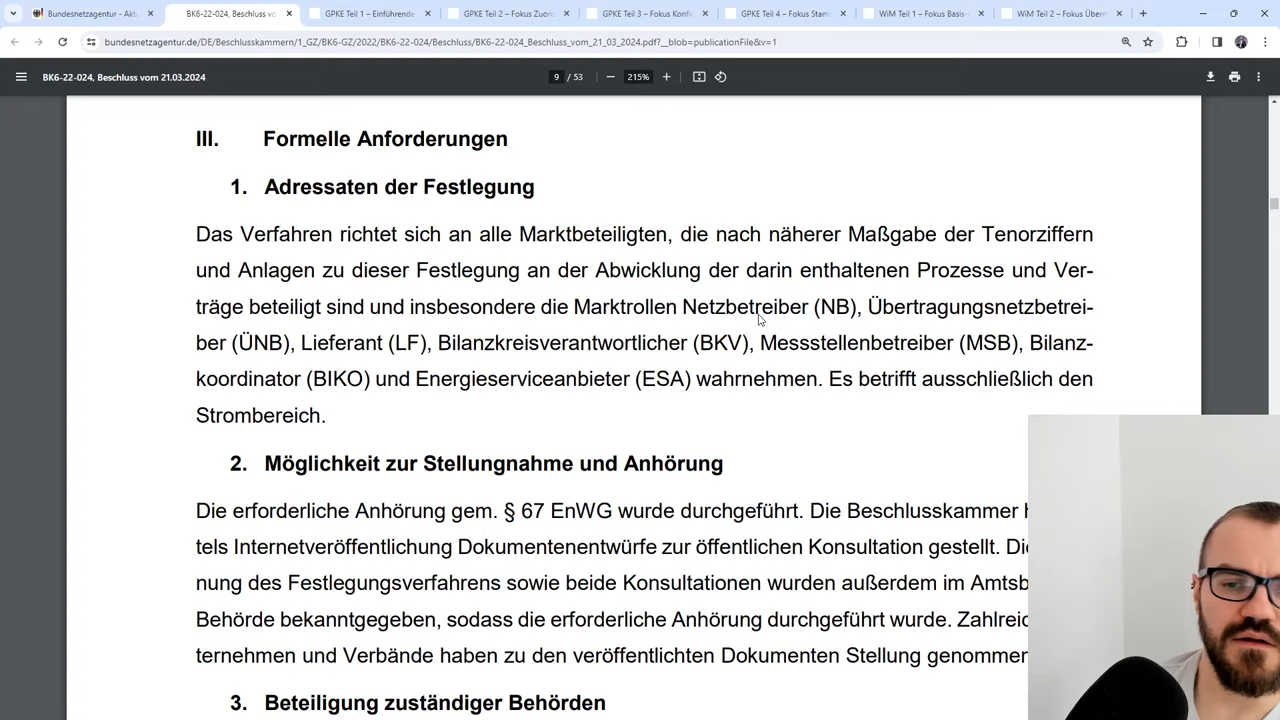 Bundesnetzagentur - Aktu
BK6-22-024, Beschluss vo
GPKE Teil 1 – Einführende
GPKE Teil 2 – Fokus Zuord
GPKE Teil 3 – Fokus Konfig
GPKE Teil 4 – Fokus Stam
WiM Teil 1 – Fokus Basis-
WiM Teil 2 – Fokus Überm
bundesnetzagentur.de/DE/Beschlusskammern/1_GZ/BK6-GZ/2022/BK6-22-024/Beschluss/BK6-22-024_Beschluss_vom_21_03_2024.pdf?__blob=publicationFile&v=1
BK6-22-024, Beschluss vom 21.03.2024
9 / 53
215%
III. Formelle Anforderungen
1. Adressaten der Festlegung
Das Verfahren richtet sich an alle Marktbeteiligten, die nach näherer Maßgabe der Tenorziffern
und Anlagen zu dieser Festlegung an der Abwicklung der darin enthaltenen Prozesse und Ver-
träge beteiligt sind und insbesondere die Marktrollen Netzbetreiber (NB), Übertragungsnetzbetrei-
ber (ÜNB), Lieferant (LF), Bilanzkreisverantwortlicher (BKV), Messstellenbetreiber (MSB), Bilanz-
koordinator (BIKO) und Energieserviceanbieter (ESA) wahrnehmen. Es betrifft ausschließlich den
Strombereich.
2. Möglichkeit zur Stellungnahme und Anhörung
Die erforderliche Anhörung gem. § 67 EnWG wurde durchgeführt. Die Beschlusskammer
tels Internetveröffentlichung Dokumentenentwürfe zur öffentlichen Konsultation gestellt.
nung des Festlegungsverfahrens sowie beide Konsultationen wurden außerdem im Amtsb
Behörde bekanntgegeben, sodass die erforderliche Anhörung durchgeführt wurde. Zahlreic
ternehmen und Verbände haben zu den veröffentlichten Dokumenten Stellung genommen
3. Beteiligung zuständiger Behörden